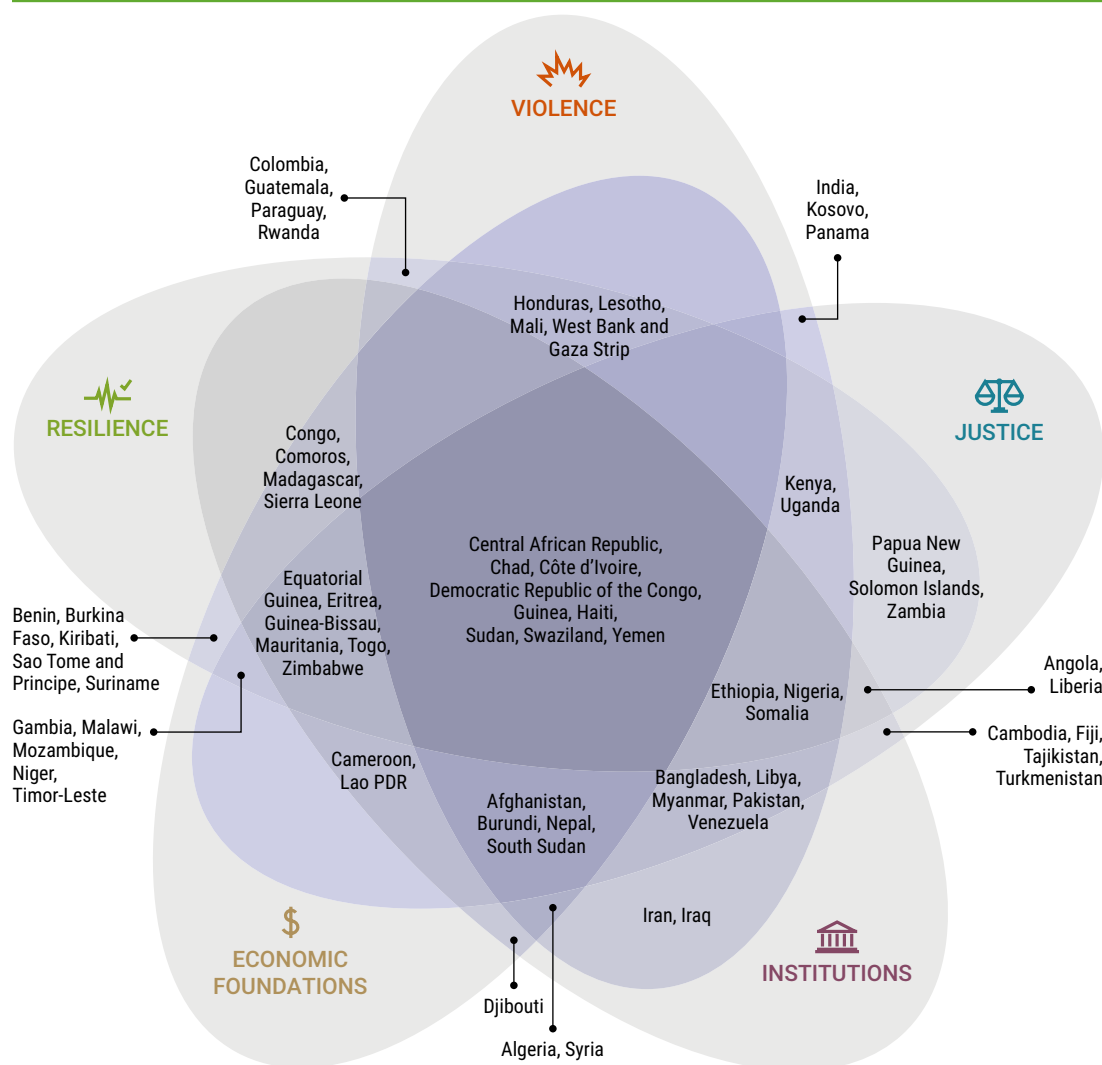 VIOLENCE
Colombia,
Guatemala,
Paraguay,
Rwanda
India,
Kosovo,
Panama
Honduras, Lesotho,
Mali, West Bank and
Gaza Strip
RESILIENCE
JUSTICE
Congo,
Comoros,
Madagascar,
Sierra Leone
Kenya,
Uganda
Central African Republic,
Chad, Côte d’Ivoire,
Democratic Republic of the Congo,
Guinea, Haiti,
Sudan, Swaziland, Yemen
Papua New
Guinea,
Solomon Islands,
Zambia
Equatorial
Guinea, Eritrea,
Guinea-Bissau,
Mauritania, Togo,
Zimbabwe
Benin, Burkina
Faso, Kiribati,
Sao Tome and
Principe, Suriname
Angola,
Liberia
Ethiopia, Nigeria,
Somalia
Gambia, Malawi,
Mozambique,
Niger,
Timor-Leste
Cambodia, Fiji,
Tajikistan,
Turkmenistan
Cameroon,
Lao PDR
Bangladesh, Libya,
Myanmar, Pakistan,
Venezuela
Afghanistan,
Burundi, Nepal,
South Sudan
Iran, Iraq
$
ECONOMIC
FOUNDATIONS
INSTITUTIONS
Djibouti
Algeria, Syria